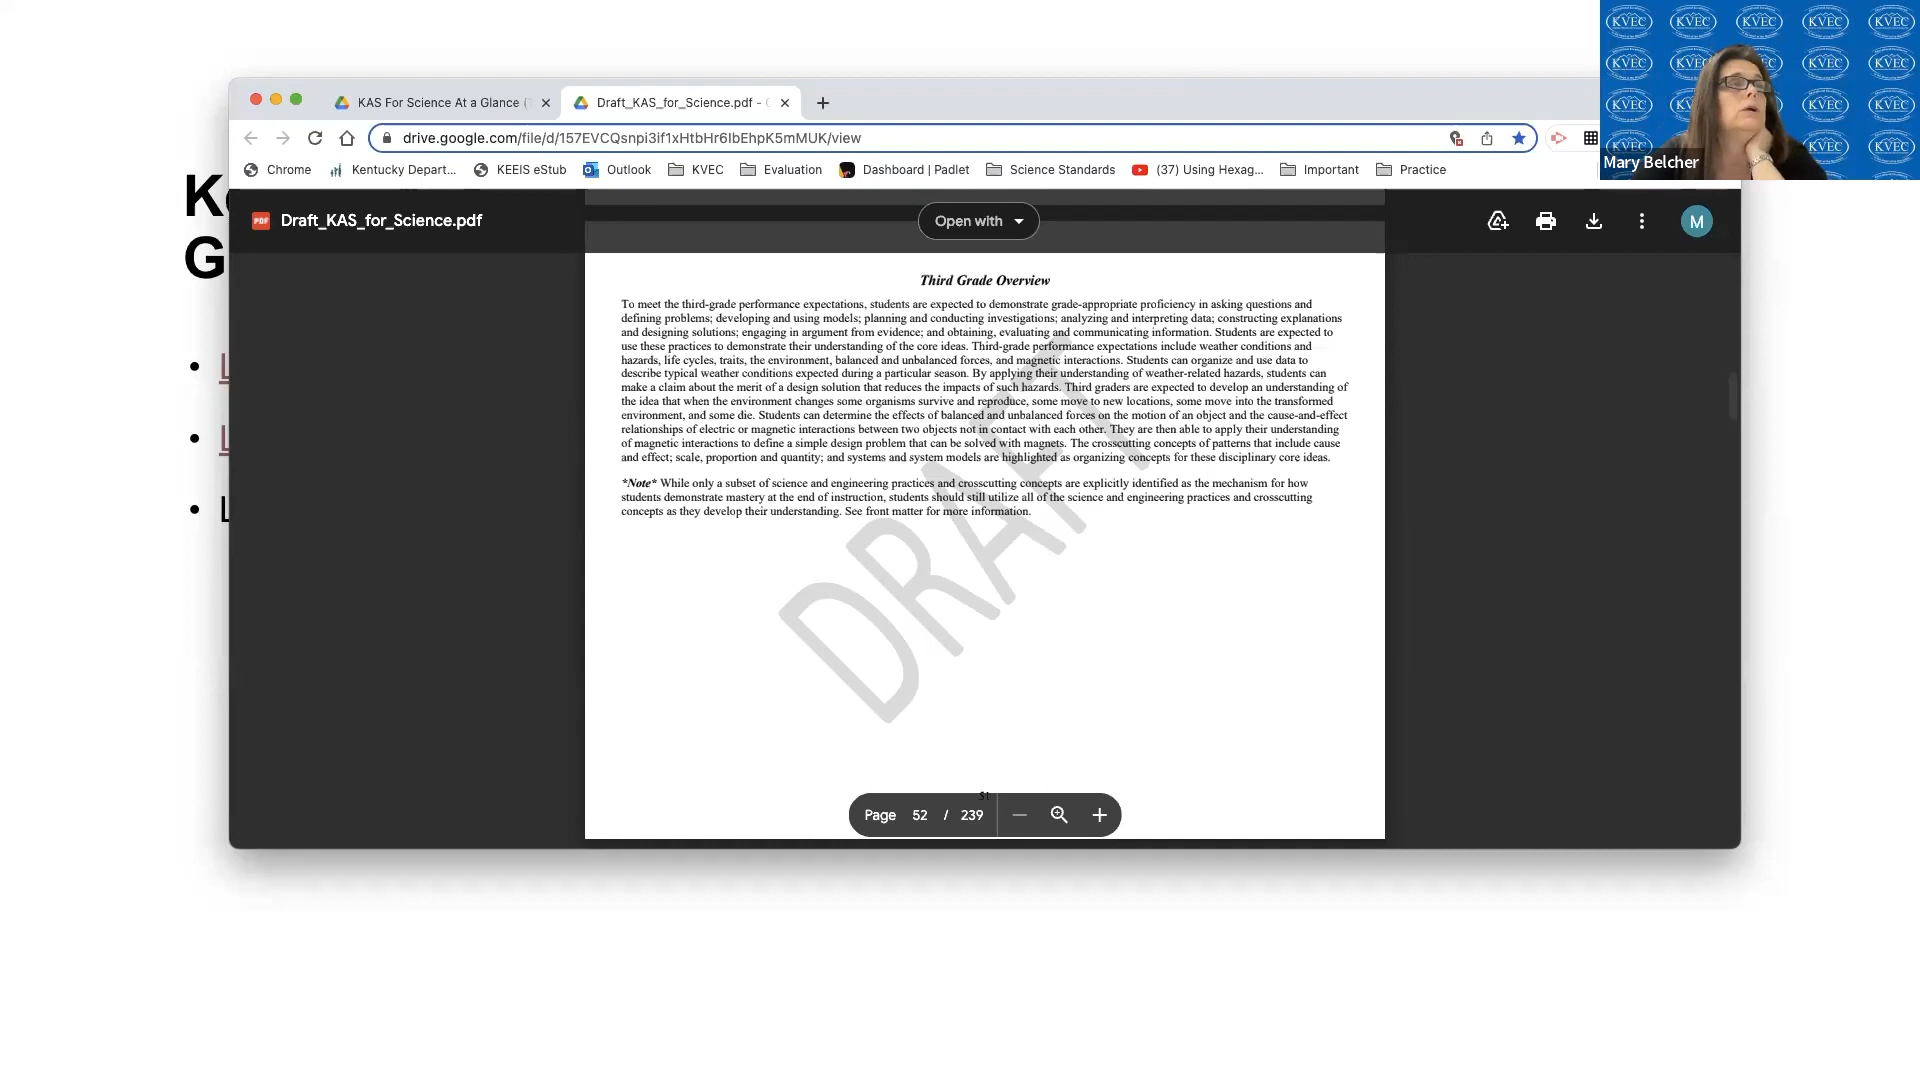 KVEC KVEC KVEC KVEC KVEC
KVEC KVEC KVEC KVEC
KVEC KVEC KVEC
KVEC KVEC KVEC
Mary Belcher
KAS For Science At a Glance (
Draft_KAS_for_Science.pdf -
drive.google.com/file/d/157EVCQsnpi3if1xHtbHr6IbEhpK5mMUK/view
Chrome Kentucky Depart... KEEIS eStub Outlook KVEC Evaluation Dashboard | Padlet Science Standards (37) Using Hexag... Important Practice
PDF Draft_KAS_for_Science.pdf
Open with
M
G
Third Grade Overview
To meet the third-grade performance expectations, students are expected to demonstrate grade-appropriate proficiency in asking questions and
defining problems; developing and using models; planning and conducting investigations; analyzing and interpreting data; constructing explanations
and designing solutions; engaging in argument from evidence; and obtaining, evaluating and communicating information. Students are expected to
use these practices to demonstrate their understanding of the core ideas. Third-grade performance expectations include weather conditions and
hazards, life cycles, traits, the environment, balanced and unbalanced forces, and magnetic interactions. Students can organize and use data to
describe typical weather conditions expected during a particular season. By applying their understanding of weather-related hazards, students can
make a claim about the merit of a design solution that reduces the impacts of such hazards. Third graders are expected to develop an understanding of
the idea that when the environment changes some organisms survive and reproduce, some move to new locations, some move into the transformed
environment, and some die. Students can determine the effects of balanced and unbalanced forces on the motion of an object and the cause-and-effect
relationships of electric or magnetic interactions between two objects not in contact with each other. They are then able to apply their understanding
of magnetic interactions to define a simple design problem that can be solved with magnets. The crosscutting concepts of patterns that include cause
and effect; scale, proportion and quantity; and systems and system models are highlighted as organizing concepts for these disciplinary core ideas.
*Note* While only a subset of science and engineering practices and crosscutting concepts are explicitly identified as the mechanism for how
students demonstrate mastery at the end of instruction, students should still utilize all of the science and engineering practices and crosscutting
concepts as they develop their understanding. See front matter for more information.
DRAFT
51
Page 52 / 239